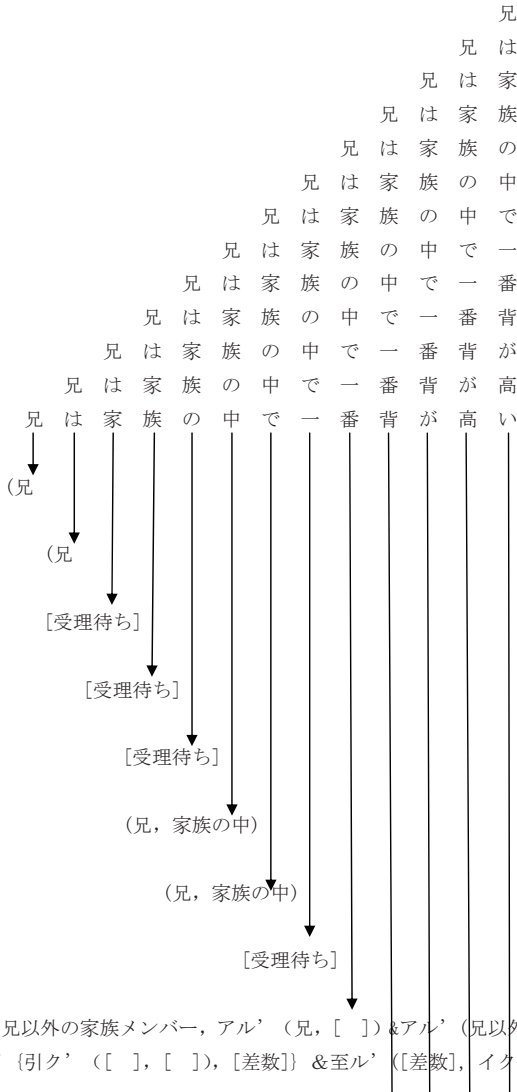 兄
兄 は
兄 は 家
兄 は 家 族
兄 は 家 族 の
兄 は 家 族 の 中
兄 は 家 族 の 中 で
兄 は 家 族 の 中 で 一
兄 は 家 族 の 中 で 一 番
兄 は 家 族 の 中 で 一 番 背
兄 は 家 族 の 中 で 一 番 背 が
兄 は 家 族 の 中 で 一 番 背 が 高
兄 は 家 族 の 中 で 一 番 背 が 高 い
(兄
(兄
[受理待ち]
[受理待ち]
[受理待ち]
(兄，家族の中)
(兄，家族の中)
[受理待ち]
兄以外の家族メンバー，アル’（兄，[ ]）&アル’（兄以外
｛引ク’（[ ]，[ ]），[差数]｝&至ル’（[差数]，イク